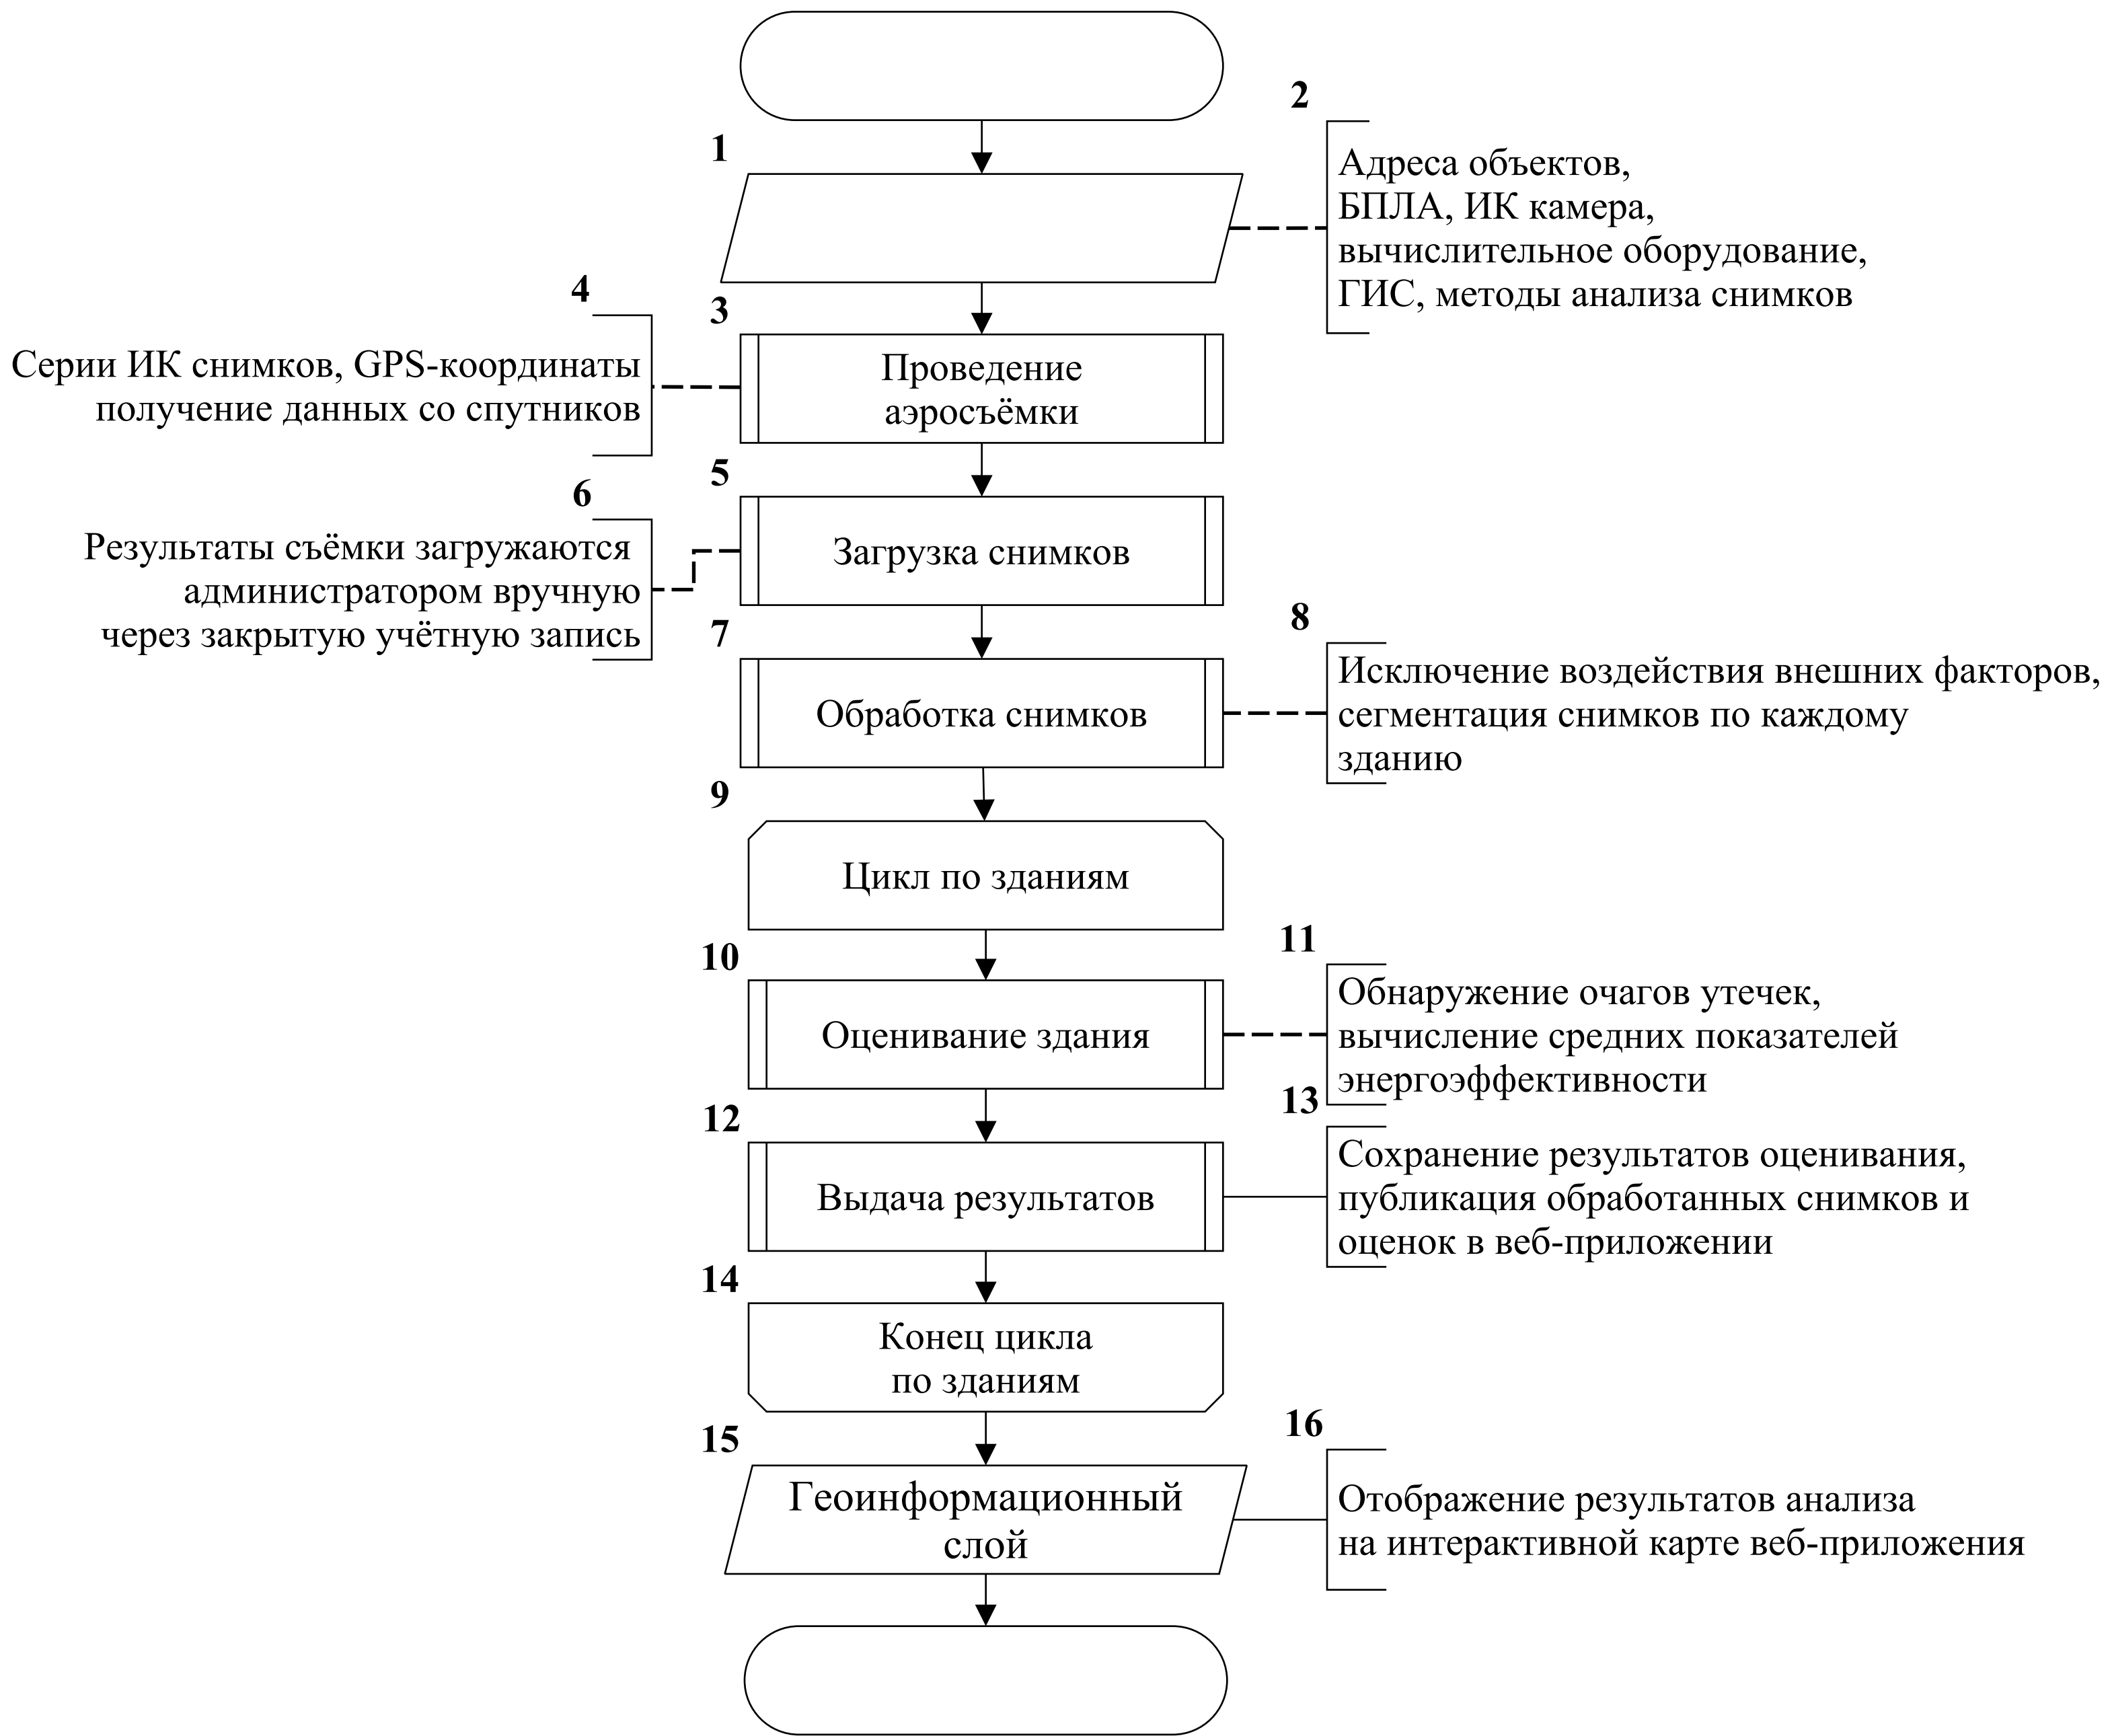 2
Адреса объектов,
БПЛА, ИК камера,
вычислительное оборудование,
ГИС, методы анализа снимков
1
4
Серии ИК снимков, GPS-координаты
получение данных со спутников
3
Проведение
аэросъёмки
6
Результаты съёмки загружаются
администратором вручную
через закрытую учётную запись
5
Загрузка снимков
7
Обработка снимков
8
Исключение воздействия внешних факторов,
сегментация снимков по каждому
зданию
9
Цикл по зданиям
10
Оценивание здания
11
Обнаружение очагов утечек,
вычисление средних показателей
энергоэффективности
12
Выдача результатов
13
Сохранение результатов оценивания,
публикация обработанных снимков и
оценок в веб-приложении
14
Конец цикла
по зданиям
15
Геоинформационный
слой
16
Отображение результатов анализа
на интерактивной карте веб-приложения